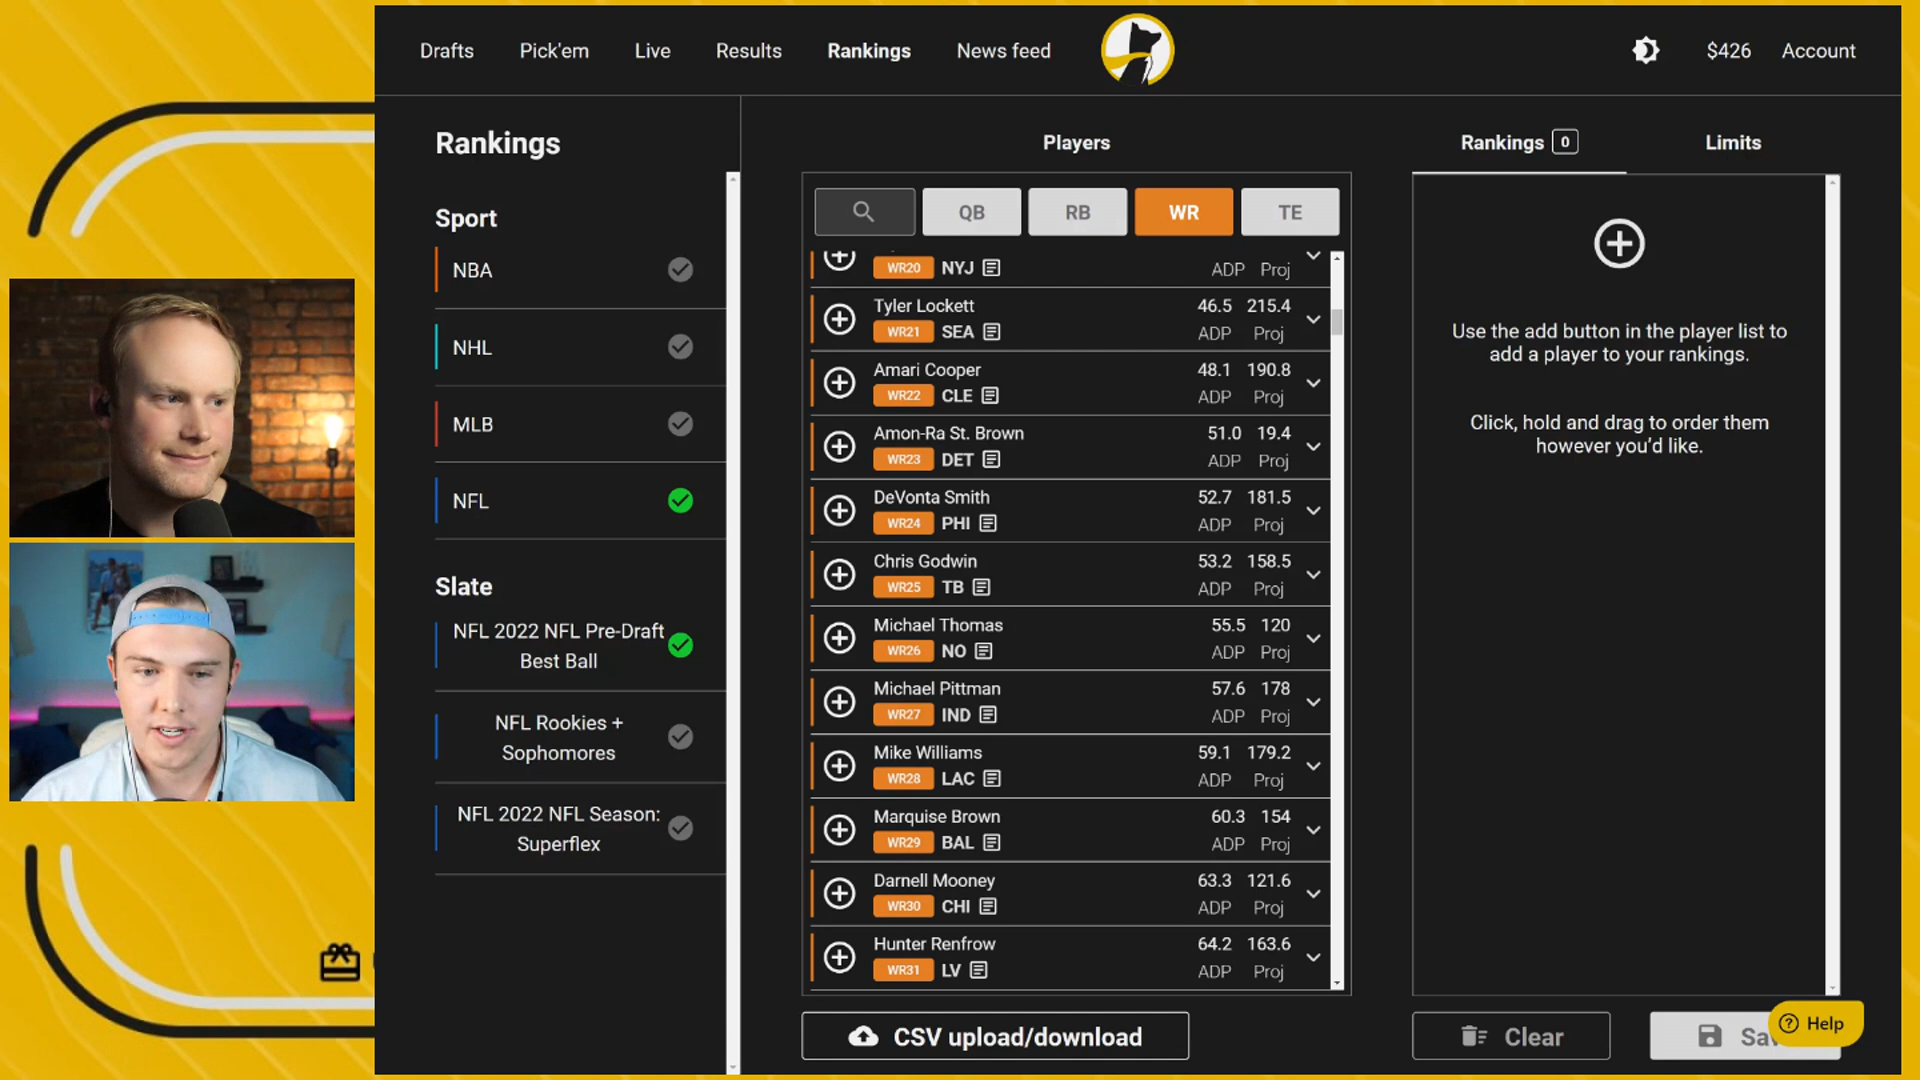 Drafts Pick'em Live Results Rankings News feed $426 Account
Rankings
Sport
NBA
NHL
MLB
NFL
Slate
NFL 2022 NFL Pre-Draft
Best Ball
NFL Rookies +
Sophomores
NFL 2022 NFL Season:
Superflex
Players
QB RB WR TE
WR20 NYJ ADP Proj
Tyler Lockett 46.5 215.4
WR21 SEA ADP Proj
Amari Cooper 48.1 190.8
WR22 CLE ADP Proj
Amon-Ra St. Brown 51.0 19.4
WR23 DET ADP Proj
DeVonta Smith 52.7 181.5
WR24 PHI ADP Proj
Chris Godwin 53.2 158.5
WR25 TB ADP Proj
Michael Thomas 55.5 120
WR26 NO ADP Proj
Michael Pittman 57.6 178
WR27 IND ADP Proj
Mike Williams 59.1 179.2
WR28 LAC ADP Proj
Marquise Brown 60.3 154
WR29 BAL ADP Proj
Darnell Mooney 63.3 121.6
WR30 CHI ADP Proj
Hunter Renfrow 64.2 163.6
WR31 LV ADP Proj
CSV upload/download
Rankings 0 Limits
Use the add button in the player list to
add a player to your rankings.
Click, hold and drag to order them
however you'd like.
Clear
Help